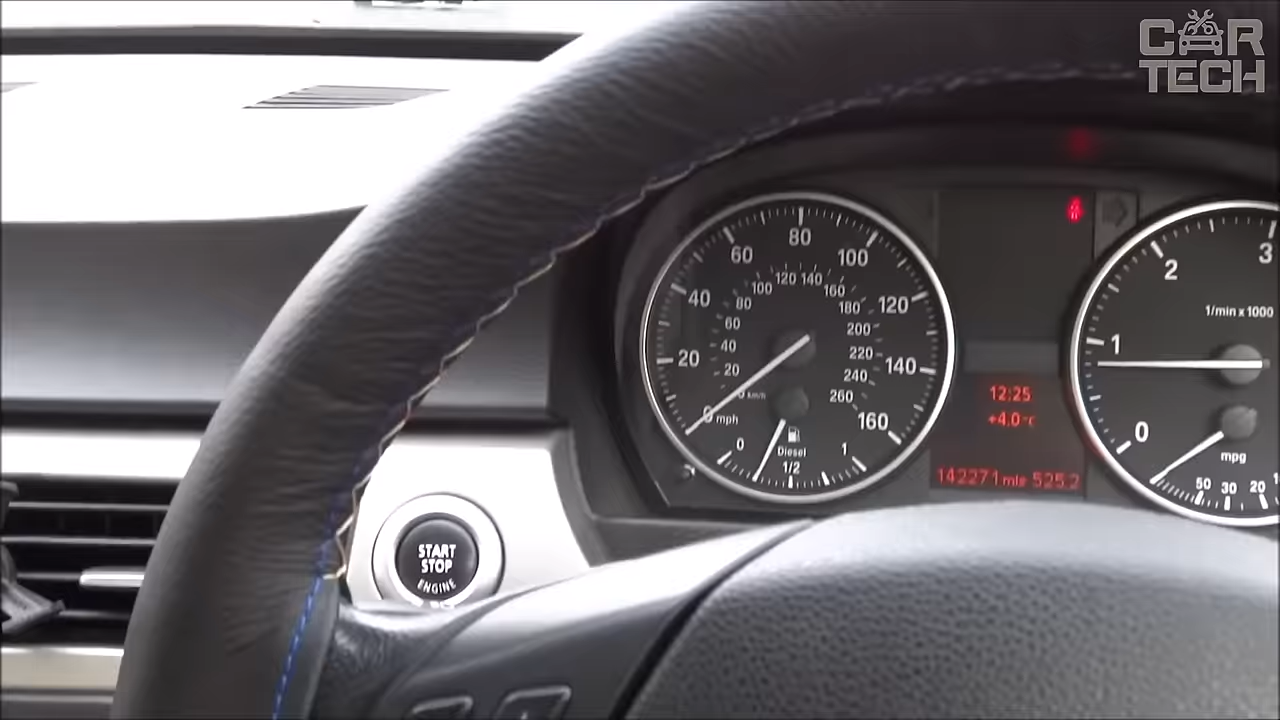 CAR
TECH
0
20
40
60
80
100
120
140
160
mph
km/h
20
40
60
80
100
120
140
160
180
200
220
240
260
0
Diesel
1/2
1
12:25
+4.0°C
142271 mls 525.2
0
1
2
3
1/min x 1000
mpg
50 30 20
START
STOP
ENGINE